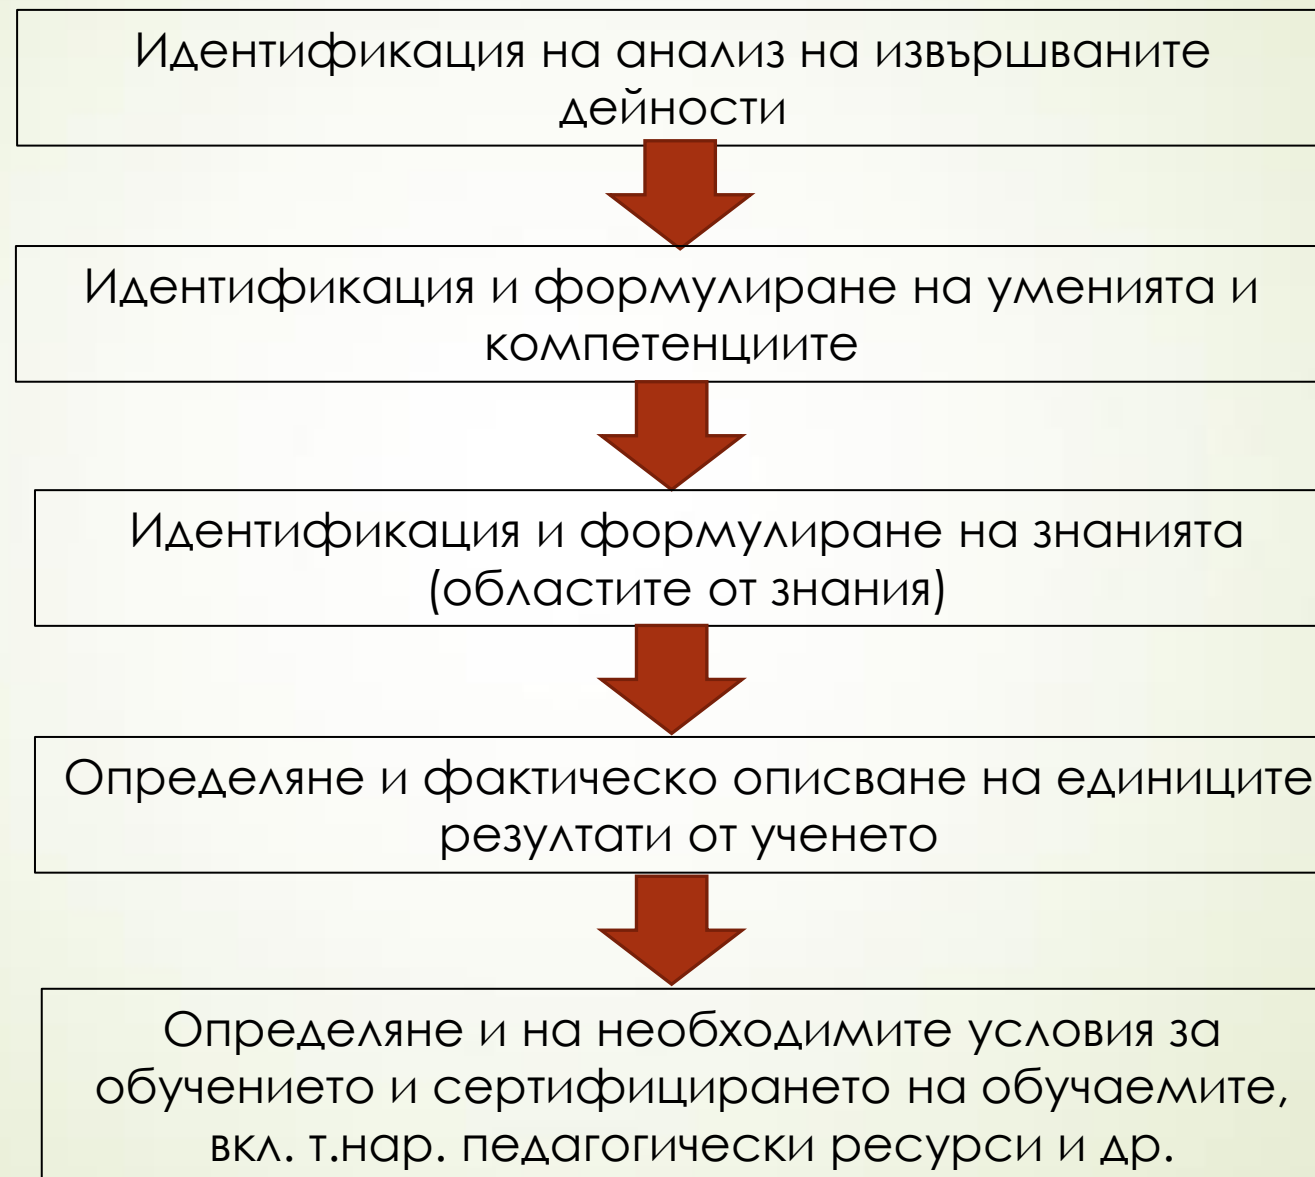 Идентификация на анализ на извършваните
дейности
Идентификация и формулиране на уменията и
компетенциите
Идентификация и формулиране на знанията
(областите от знания)
Определяне и фактическо описване на единиците
резултати от ученето
Определяне и на необходимите условия за
обучението и сертифицирането на обучаемите,
вкл. т.нар. педагогически ресурси и др.